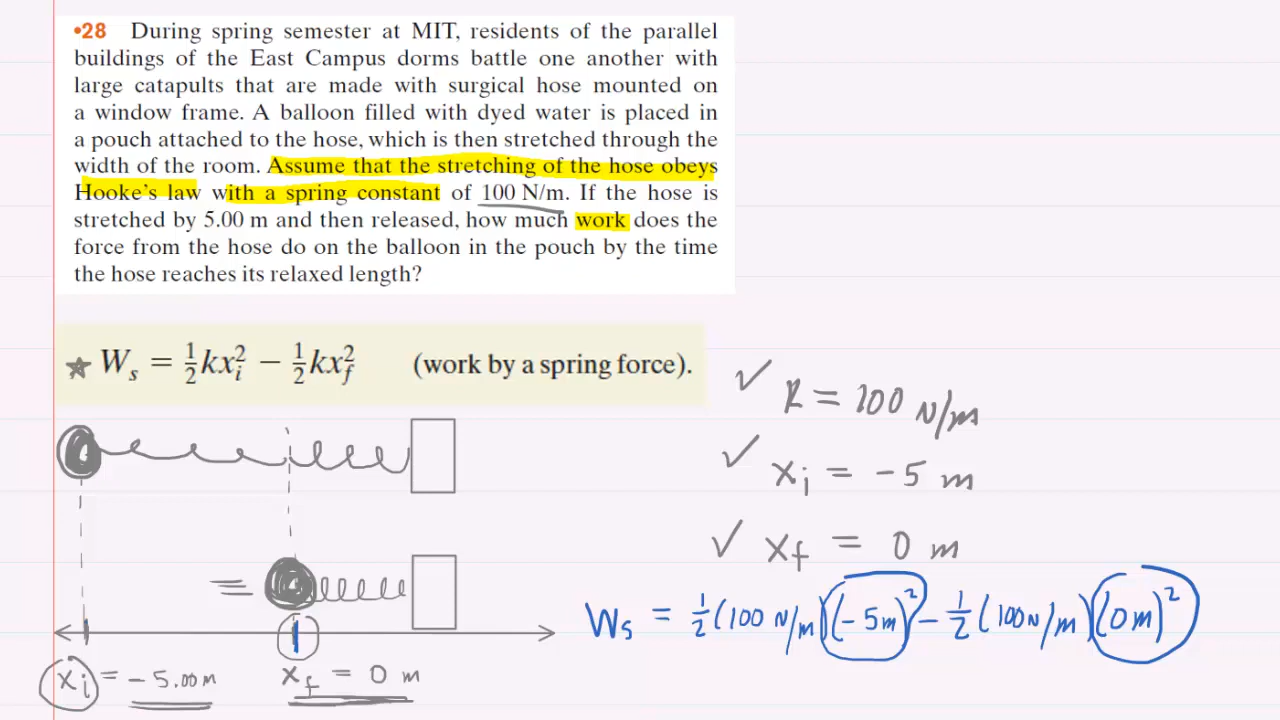 •28 During spring semester at MIT, residents of the parallel
buildings of the East Campus dorms battle one another with
large catapults that are made with surgical hose mounted on
a window frame. A balloon filled with dyed water is placed in
a pouch attached to the hose, which is then stretched through the
width of the room. Assume that the stretching of the hose obeys
Hooke's law with a spring constant of 100 N/m. If the hose is
stretched by 5.00 m and then released, how much work does the
force from the hose do on the balloon in the pouch by the time
the hose reaches its relaxed length?
★ Wₛ = ½kxᵢ² − ½kx_f² (work by a spring force).
✓ k = 100 N/m
✓ xᵢ = -5 m
✓ x_f = 0 m
Wₛ = ½(100 N/m)(-5m)² - ½(100N/m)(0m)²
xᵢ = -5.00m
x_f = 0 m